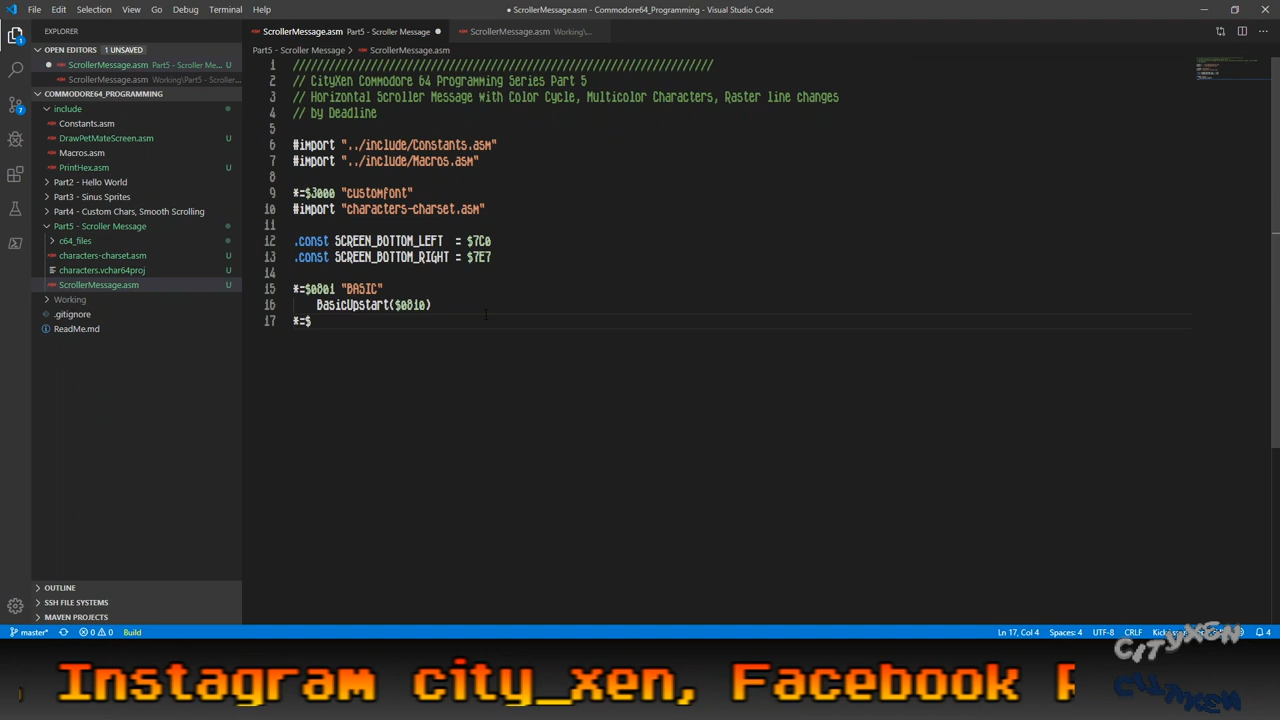 File Edit Selection View Go Debug Terminal Help
● ScrollerMessage.asm - Commodore64_Programming - Visual Studio Code
EXPLORER
OPEN EDITORS 1 UNSAVED
● ScrollerMessage.asm Part5 - Scroller Me... U
ScrollerMessage.asm Working\Part5 - Scroller...
COMMODORE64_PROGRAMMING
include
Constants.asm
DrawPetMateScreen.asm U
Macros.asm
PrintHex.asm U
Part2 - Hello World
Part3 - Sinus Sprites
Part4 - Custom Chars, Smooth Scrolling
Part5 - Scroller Message
c64_files
characters-charset.asm U
characters.vchar64proj U
ScrollerMessage.asm U
Working
.gitignore
ReadMe.md
OUTLINE
SSH FILE SYSTEMS
MAVEN PROJECTS
7
ScrollerMessage.asm Part5 - Scroller Message ●
ScrollerMessage.asm Working\...
Part5 - Scroller Message > ScrollerMessage.asm
1 //////////////////////////////////////////////////////////////////////
2 // CityXen Commodore 64 Programming Series Part 5
3 // Horizontal Scroller Message with Color Cycle, Multicolor Characters, Raster line changes
4 // by Deadline
5
6 #import "../include/Constants.asm"
7 #import "../include/Macros.asm"
8
9 *=$3000 "customfont"
10 #import "characters-charset.asm"
11
12 .const SCREEN_BOTTOM_LEFT  = $7C0
13 .const SCREEN_BOTTOM_RIGHT = $7E7
14
15 *=$0801 "BASIC"
16 BasicUpstart($0810)
17 *=$
master* 0 0 Build
Ln 17, Col 4 Spaces: 4 UTF-8 CRLF 4
Instagram city_xen, Facebook
CITYXEN
CITYXEN